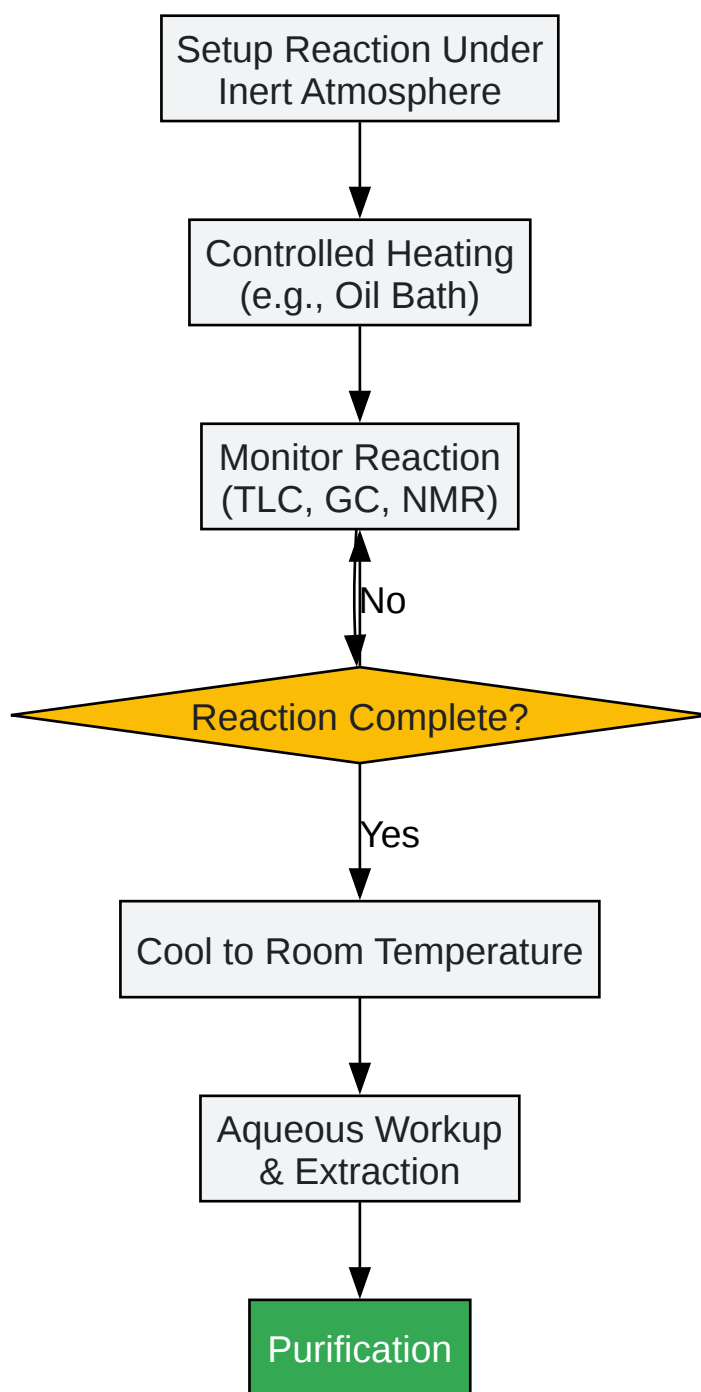 Setup Reaction Under
Inert Atmosphere
Controlled Heating
(e.g., Oil Bath)
Monitor Reaction
(TLC, GC, NMR)
No
Reaction Complete?
Yes
Cool to Room Temperature
Aqueous Workup
& Extraction
Purification